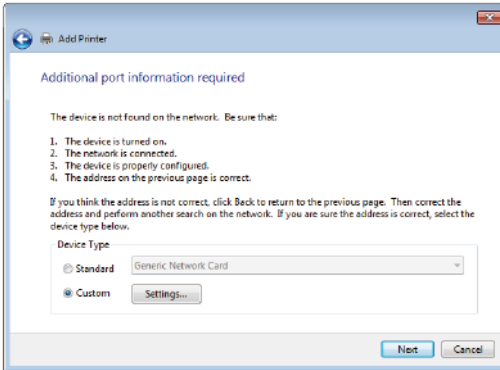 Add Printer
Additional port information required
The device is not found on the network. Be sure that:
1. The device is turned on.
2. The network is connected.
3. The device is properly configured.
4. The address on the previous page is correct.
If you think the address is not correct, click Back to return to the previous page. Then correct the
address and perform another search on the network. If you are sure the address is correct, select the
device type below.
Device Type
Standard Generic Network Card
Custom Settings...
Next Cancel